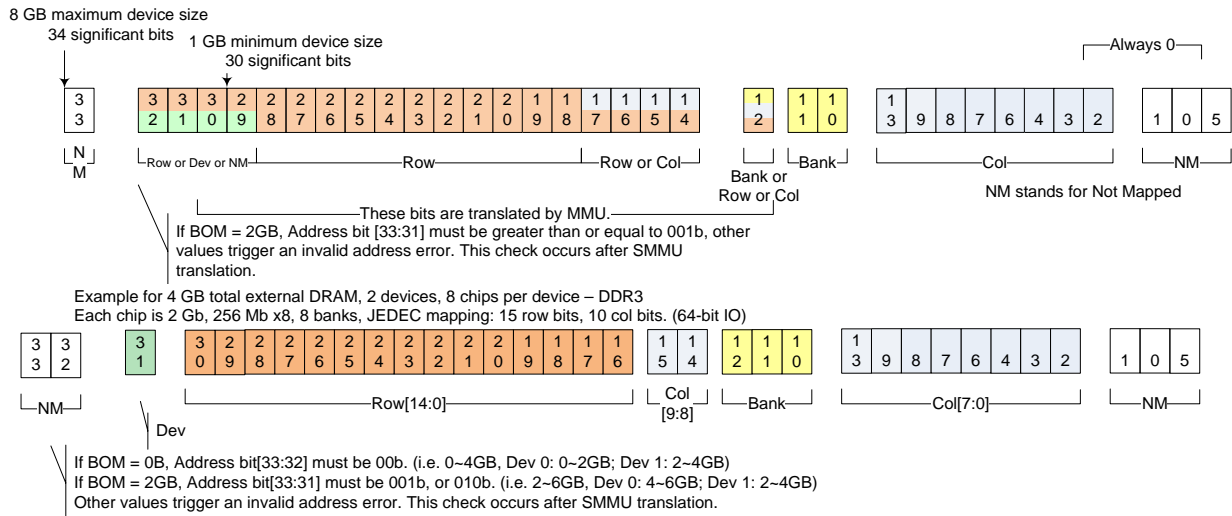 8 GB maximum device size
34 significant bits
1 GB minimum device size
30 significant bits
Always 0
3 3 3 3 2 2 2 2 2 2 2 2 2 2 1 1 1 1 1 1 1 1 1 1
3 2 1 0 9 8 7 6 5 4 3 2 1 0 9 8 7 6 5 4 2 1 0 3 9 8 7 6 4 3 2 1 0 5
N
M
Row or Dev or NM
Row
Row or Col
Bank or
Row or Col
Bank
Col
NM
NM stands for Not Mapped
These bits are translated by MMU.
If BOM = 2GB, Address bit [33:31] must be greater than or equal to 001b, other
values trigger an invalid address error. This check occurs after SMMU
translation.
Example for 4 GB total external DRAM, 2 devices, 8 chips per device – DDR3
Each chip is 2 Gb, 256 Mb x8, 8 banks, JEDEC mapping: 15 row bits, 10 col bits. (64-bit IO)
3 3 3 3 2 2 2 2 2 2 2 2 2 2 1 1 1 1 1 1 1 1 1 1
3 2 1 0 9 8 7 6 5 4 3 2 1 0 9 8 7 6 5 4 2 1 0 3 9 8 7 6 4 3 2 1 0 5
NM
Dev
Row[14:0]
Col
[9:8]
Bank
Col[7:0]
NM
If BOM = 0B, Address bit[33:32] must be 00b. (i.e. 0~4GB, Dev 0: 0~2GB; Dev 1: 2~4GB)
If BOM = 2GB, Address bit[33:31] must be 001b, or 010b. (i.e. 2~6GB, Dev 0: 4~6GB; Dev 1: 2~4GB)
Other values trigger an invalid address error. This check occurs after SMMU translation.